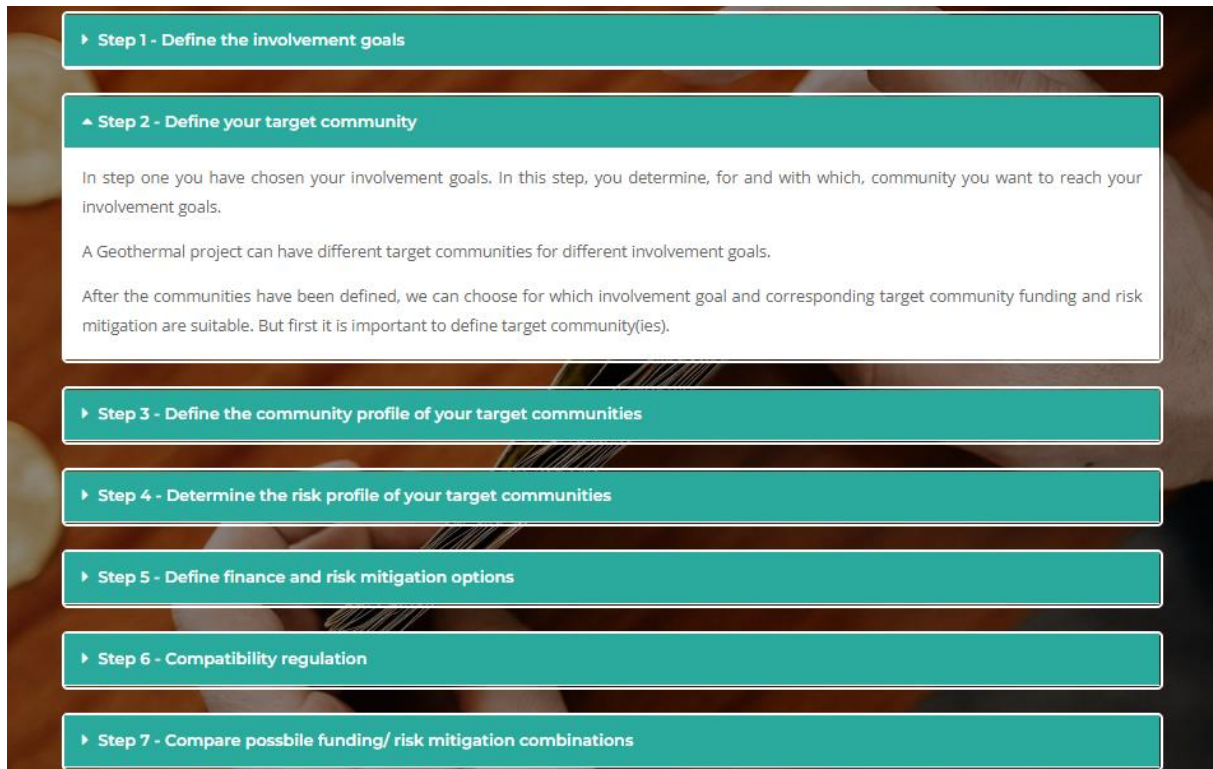 Step 1 - Define the involvement goals
Step 2 - Define your target community
In step one you have chosen your involvement goals. In this step, you determine, for and with which, community you want to reach your
involvement goals.
A Geothermal project can have different target communities for different involvement goals.
After the communities have been defined, we can choose for which involvement goal and corresponding target community funding and risk
mitigation are suitable. But first it is important to define target community(ies).
Step 3 - Define the community profile of your target communities
Step 4 - Determine the risk profile of your target communities
Step 5 - Define finance and risk mitigation options
Step 6 - Compatibility regulation
Step 7 - Compare possbile funding/ risk mitigation combinations